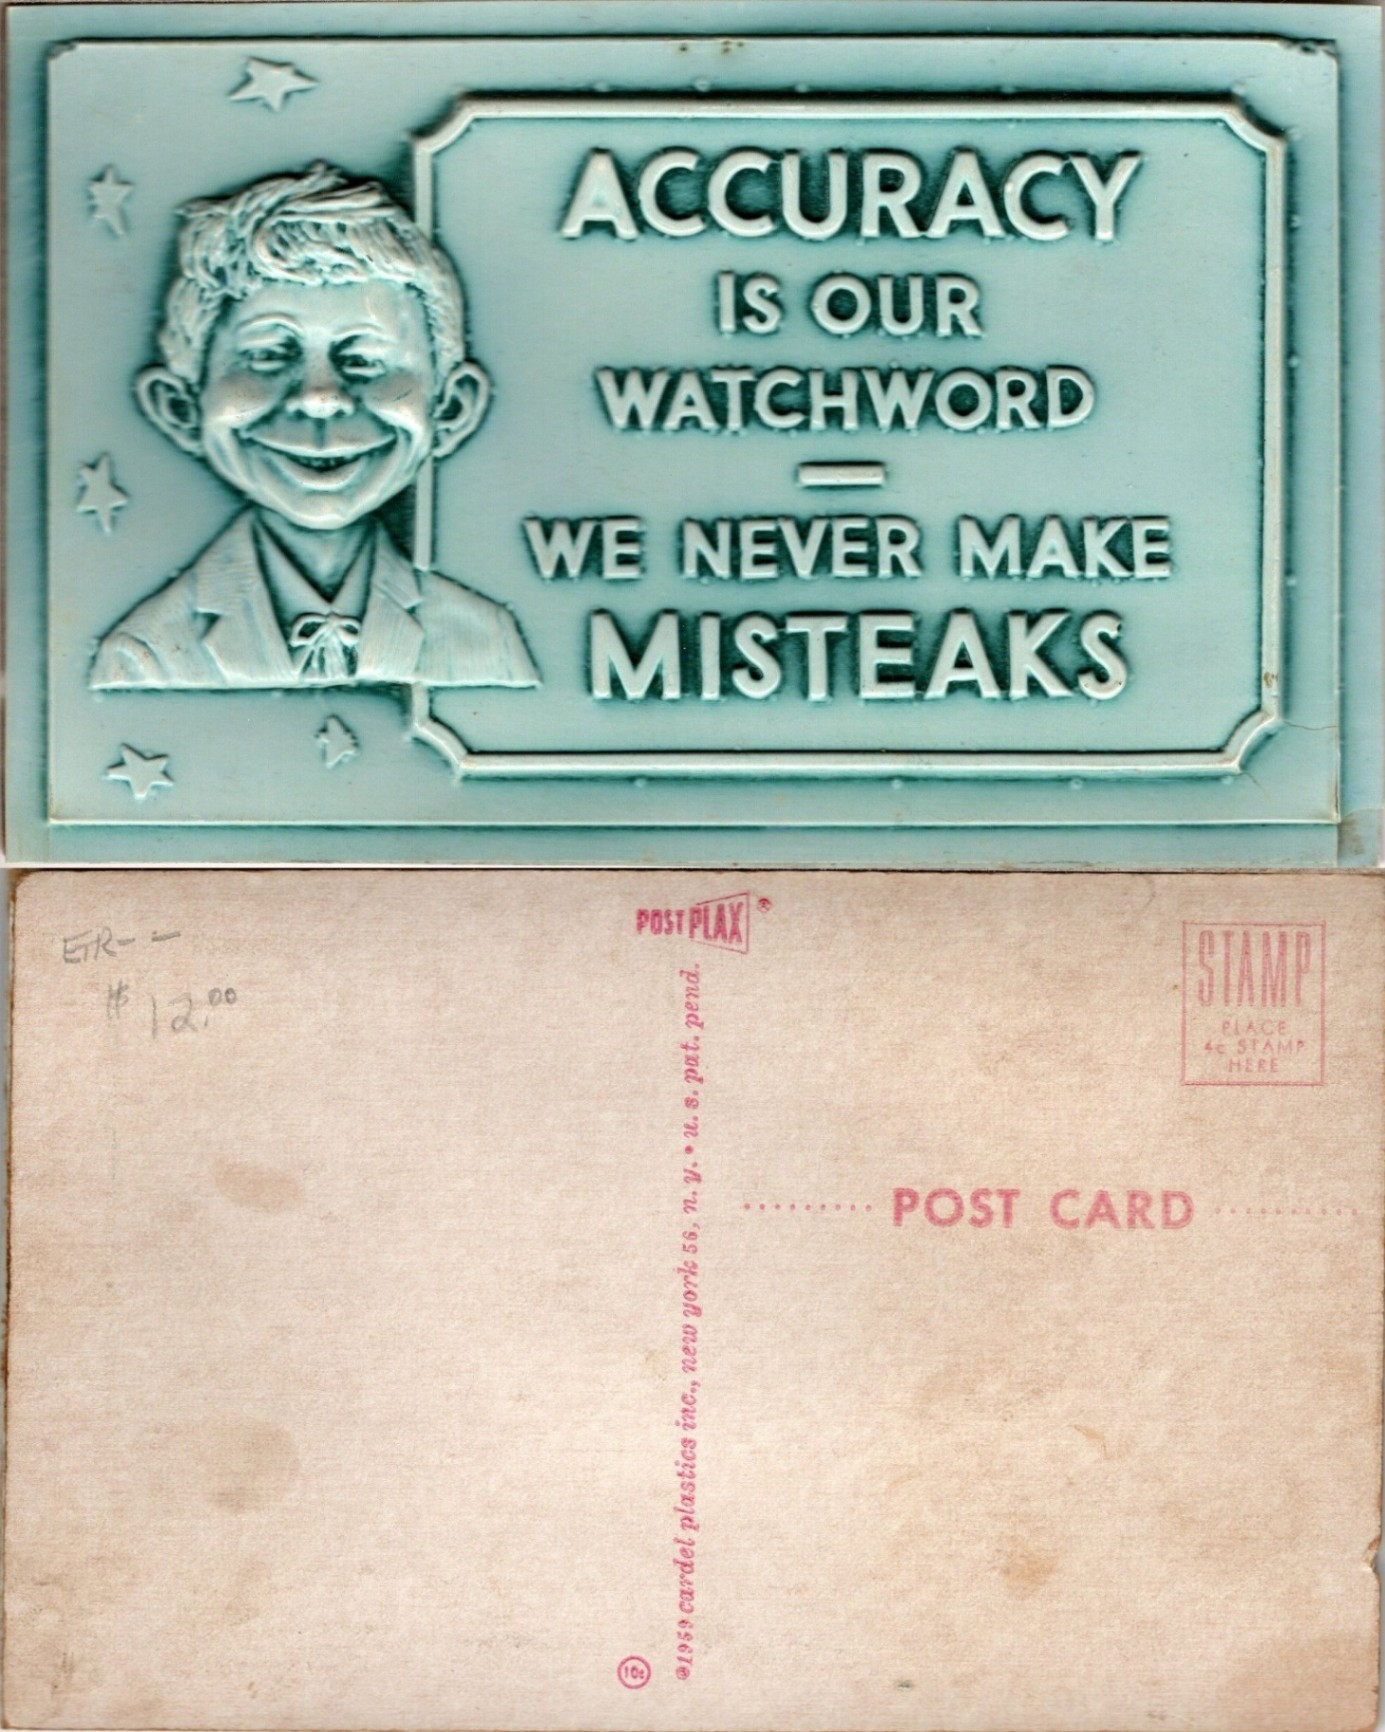 ACCURACY
IS OUR
WATCHWORD
—
WE NEVER MAKE
MISTEAKS
ETR- -
$ 12.00
POST PLAX ®
STAMP
PLACE
4c STAMP
HERE
POST CARD
©1959 cardel plastics inc., new york 56, n. y. • u. s. pat. pend.
10¢